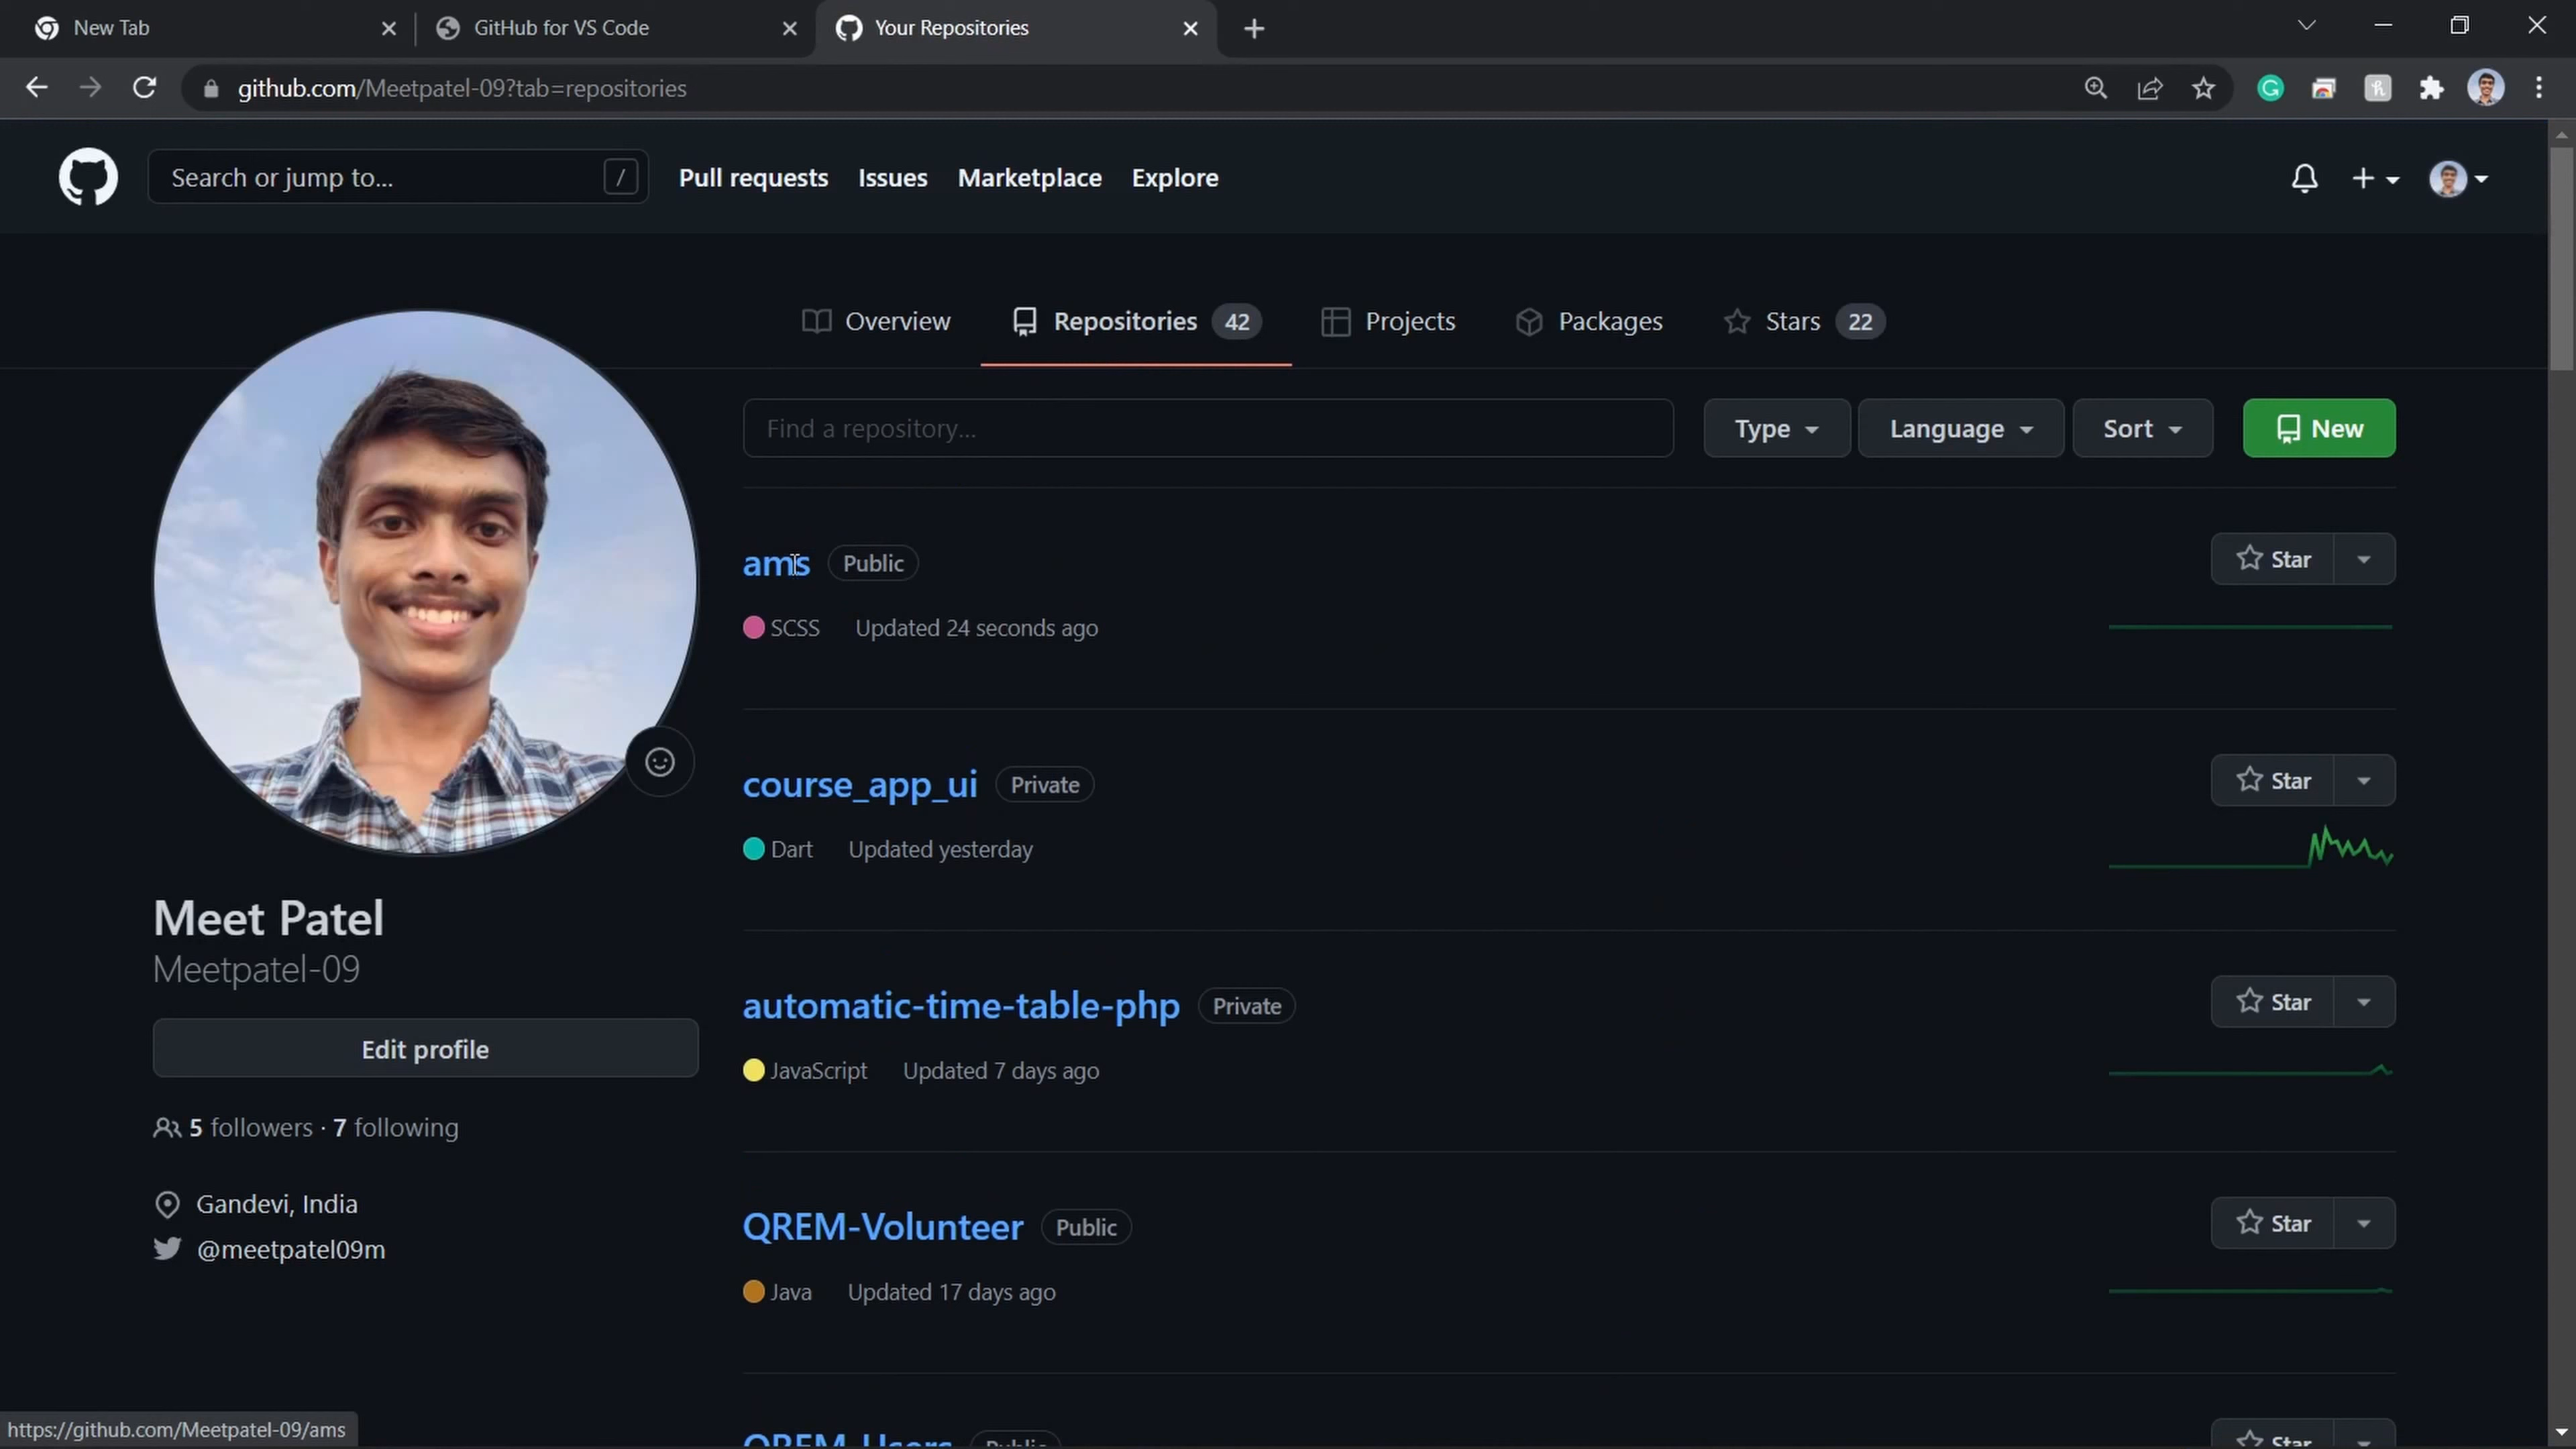 New Tab
GitHub for VS Code
Your Repositories
github.com/Meetpatel-09?tab=repositories
Search or jump to...
/
Pull requests
Issues
Marketplace
Explore
Overview
Repositories 42
Projects
Packages
Stars 22
Find a repository...
Type
Language
Sort
New
ams Public
Star
SCSS Updated 24 seconds ago
course_app_ui Private
Star
Dart Updated yesterday
Meet Patel
Meetpatel-09
Edit profile
5 followers · 7 following
Gandevi, India
@meetpatel09m
automatic-time-table-php Private
Star
JavaScript Updated 7 days ago
QREM-Volunteer Public
Star
Java Updated 17 days ago
QREM-Users Public
Star
https://github.com/Meetpatel-09/ams